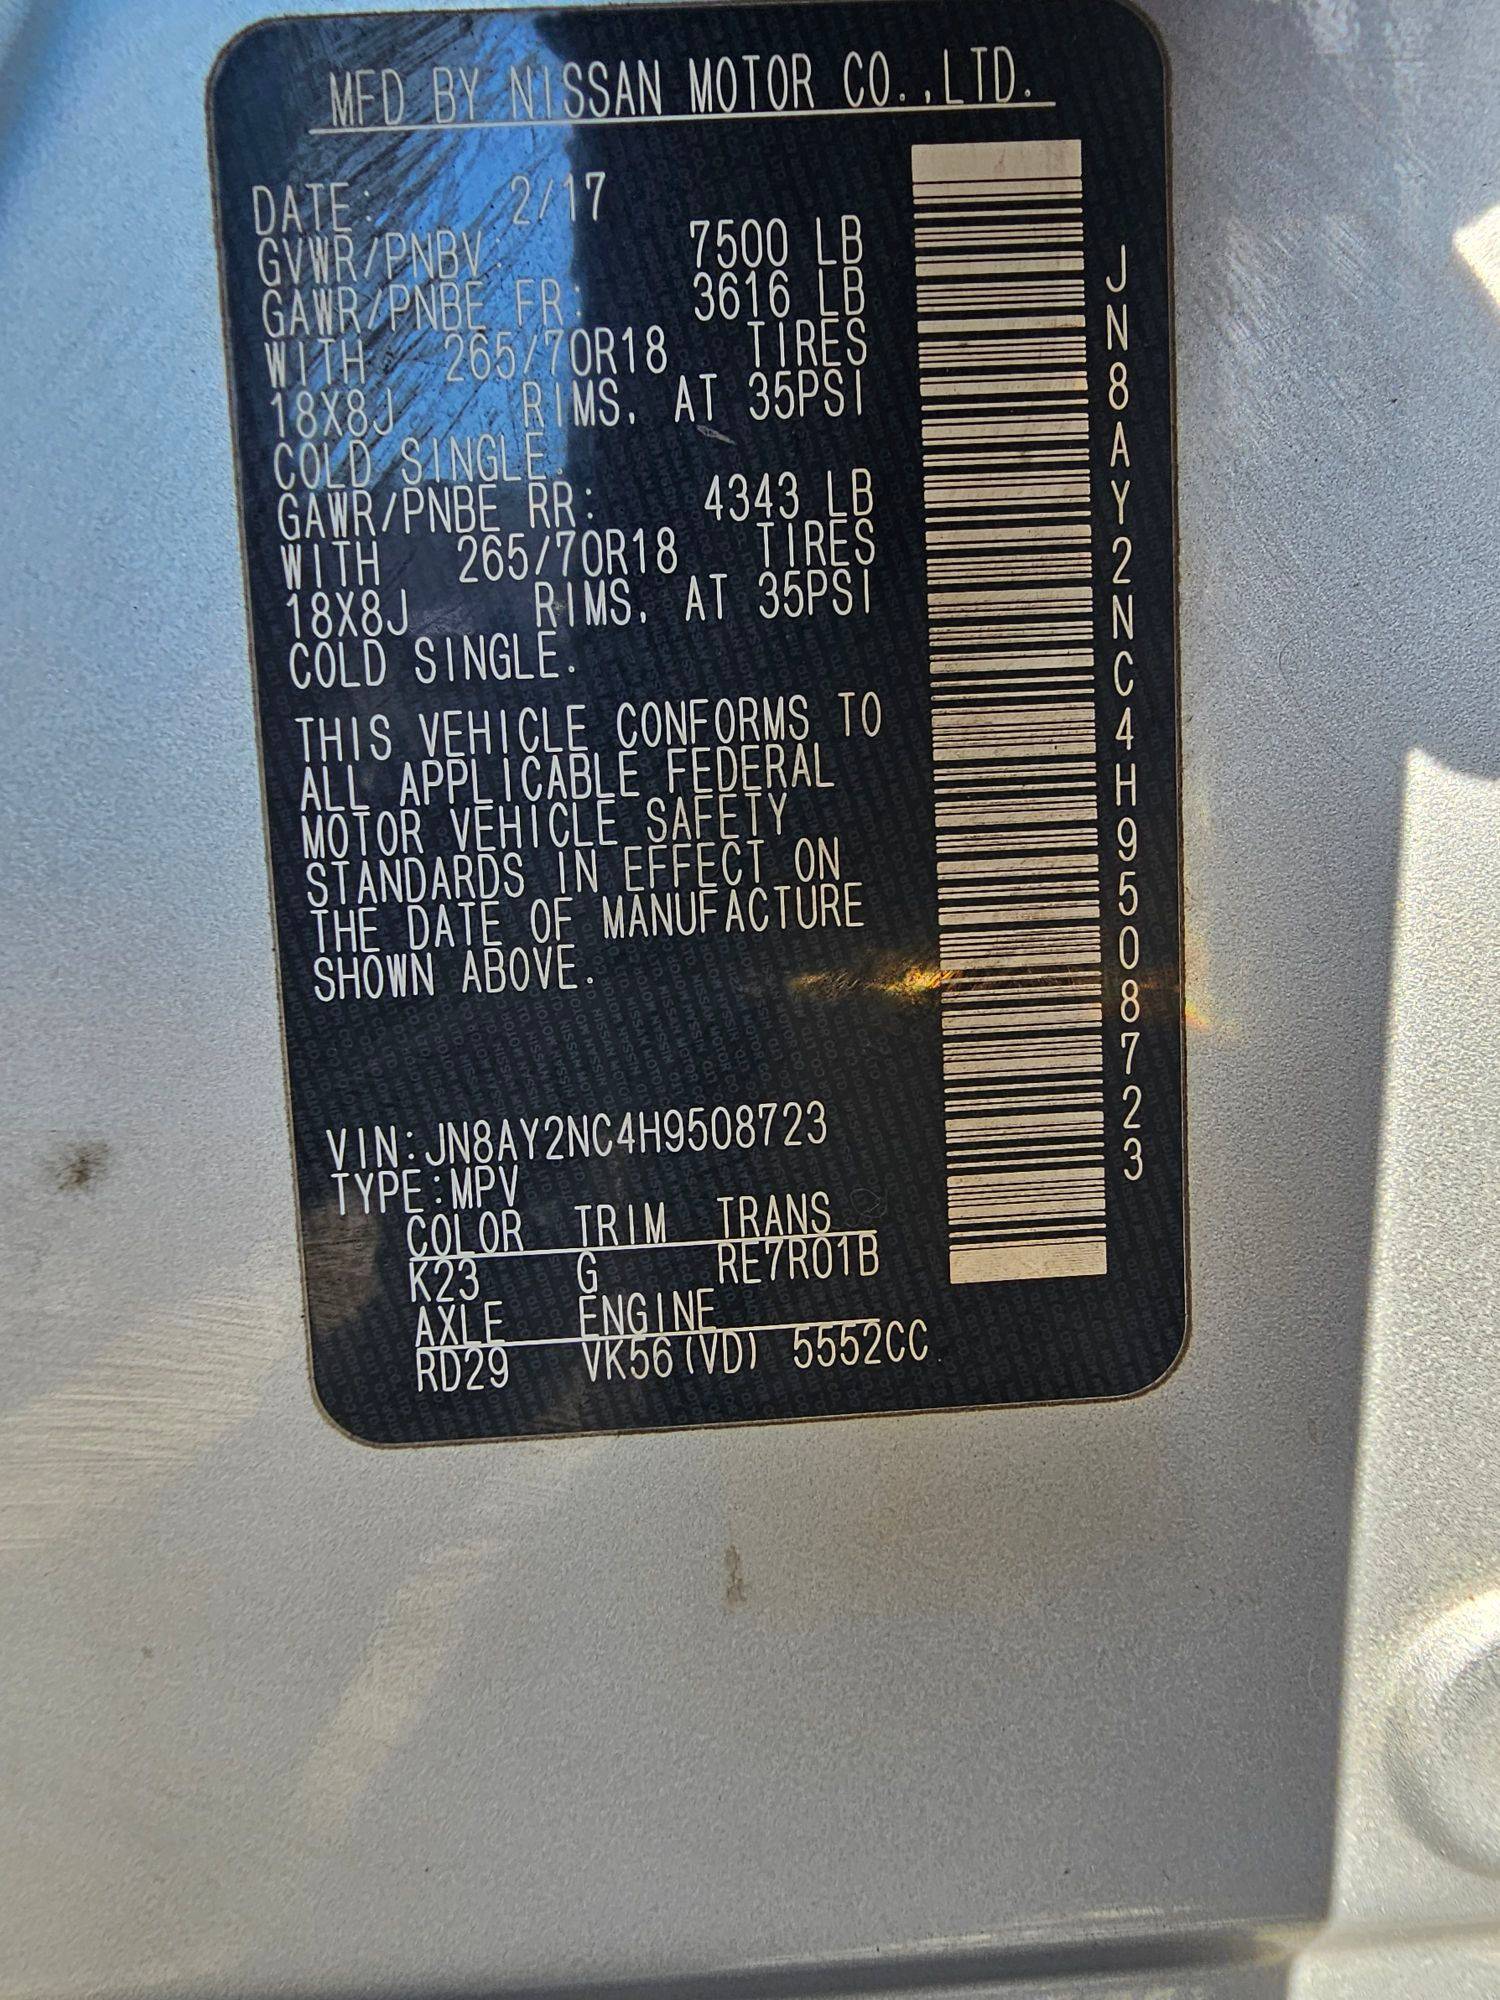 MFD BY NISSAN MOTOR CO.,LTD.
DATE: 2/17
GVWR/PNBV: 7500 LB
GAWR/PNBE FR: 3616 LB
WITH 265/70R18 TIRES
18X8J RIMS, AT 35PSI
COLD SINGLE.
GAWR/PNBE RR: 4343 LB
WITH 265/70R18 TIRES
18X8J RIMS, AT 35PSI
COLD SINGLE.
THIS VEHICLE CONFORMS TO
ALL APPLICABLE FEDERAL
MOTOR VEHICLE SAFETY
STANDARDS IN EFFECT ON
THE DATE OF MANUFACTURE
SHOWN ABOVE.
VIN:JN8AY2NC4H9508723
TYPE:MPV
COLOR TRIM TRANS
K23 G RE7R01B
AXLE ENGINE
RD29 VK56(VD) 5552CC
JN8AY2NC4H9508723